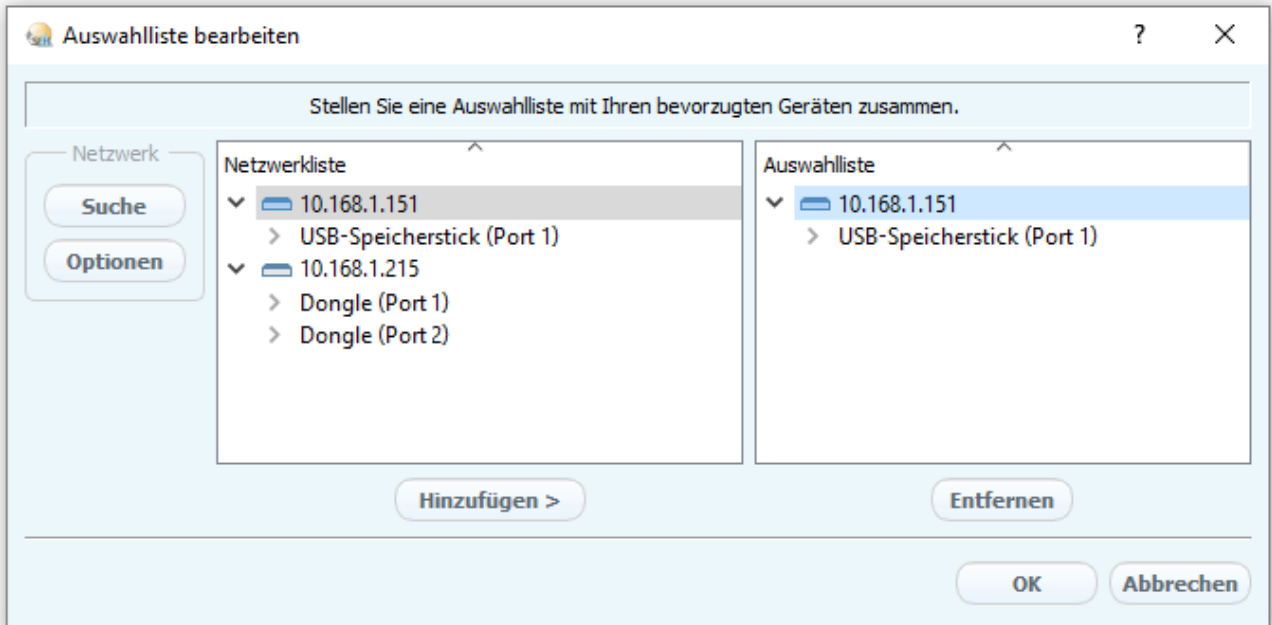 Auswahlliste bearbeiten
?
Stellen Sie eine Auswahlliste mit Ihren bevorzugten Geräten zusammen.
Netzwerk
Suche
Optionen
Netzwerkliste
10.168.1.151
USB-Speicherstick (Port 1)
10.168.1.215
Dongle (Port 1)
Dongle (Port 2)
Hinzufügen >
Auswahlliste
10.168.1.151
USB-Speicherstick (Port 1)
Entfernen
OK
Abbrechen